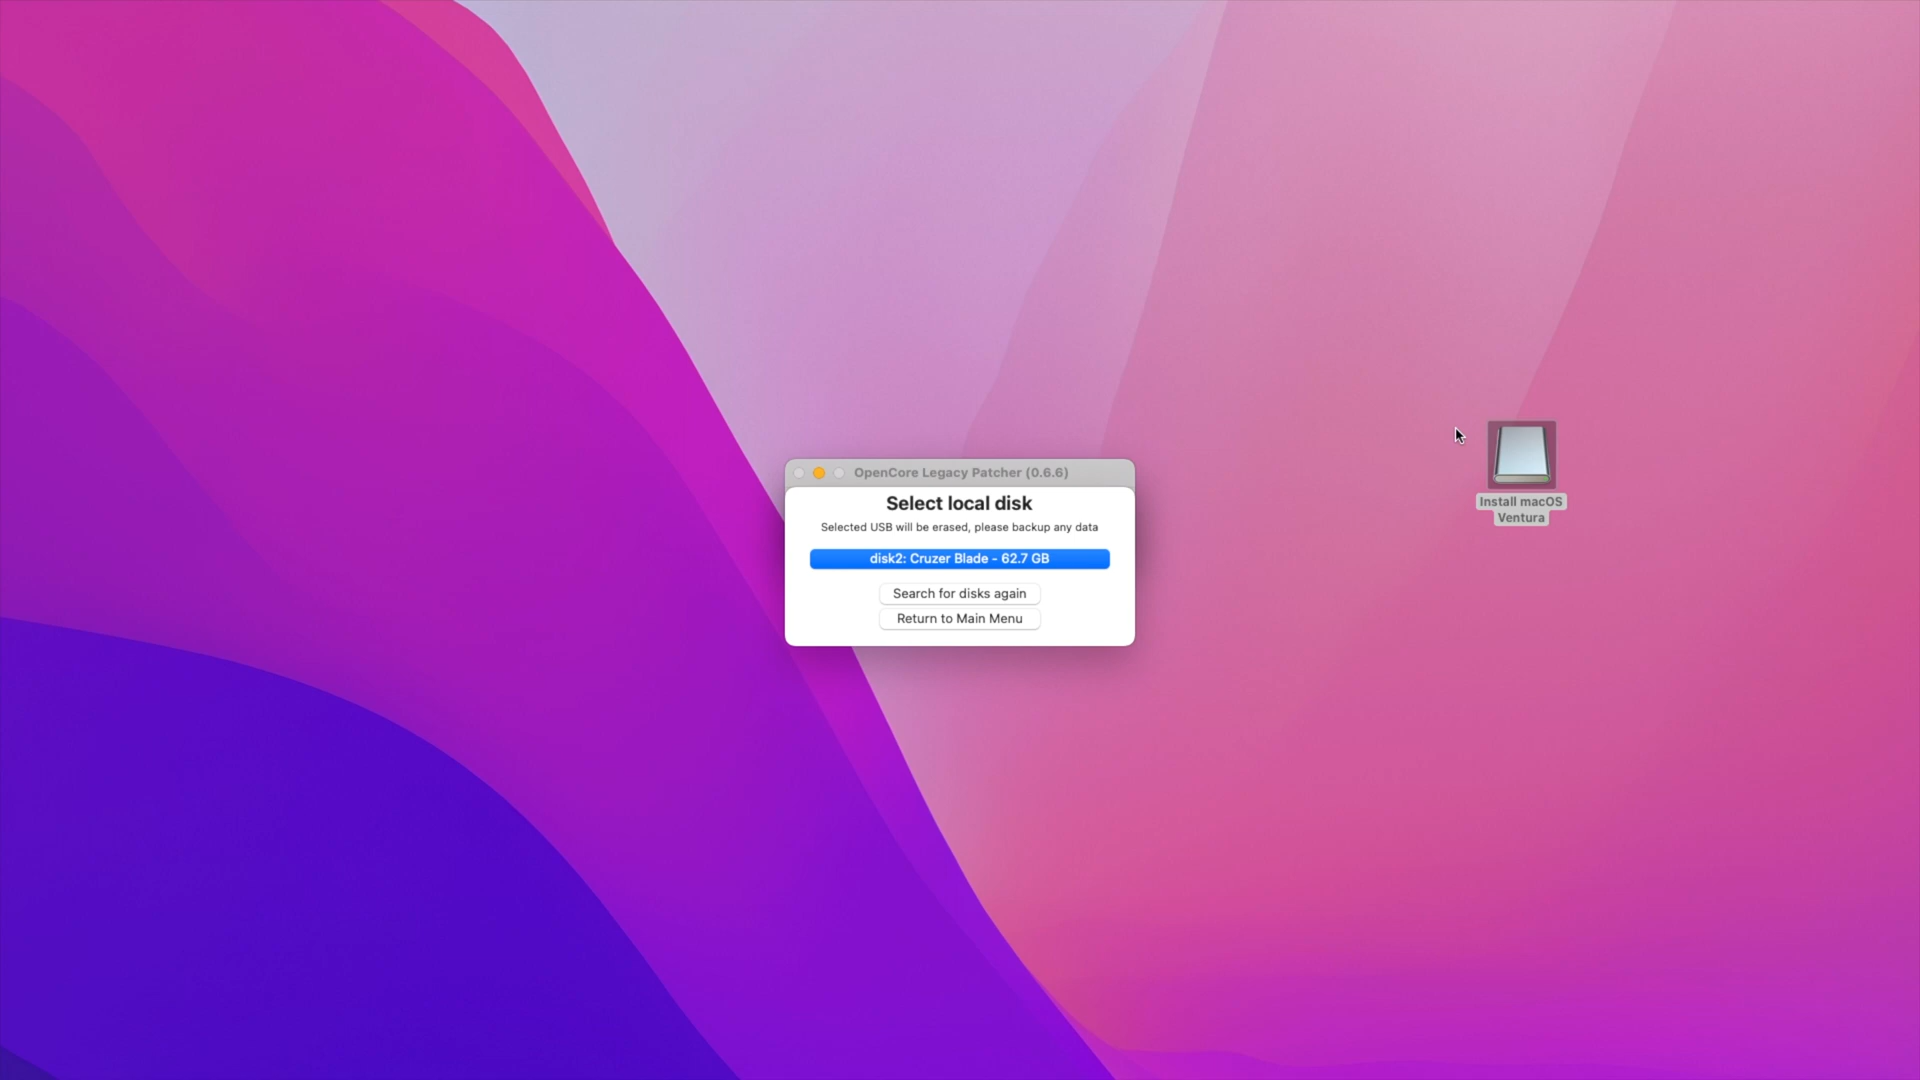 OpenCore Legacy Patcher (0.6.6)
Select local disk
Selected USB will be erased, please backup any data
disk2: Cruzer Blade - 62.7 GB
Search for disks again
Return to Main Menu
Install macOS
Ventura